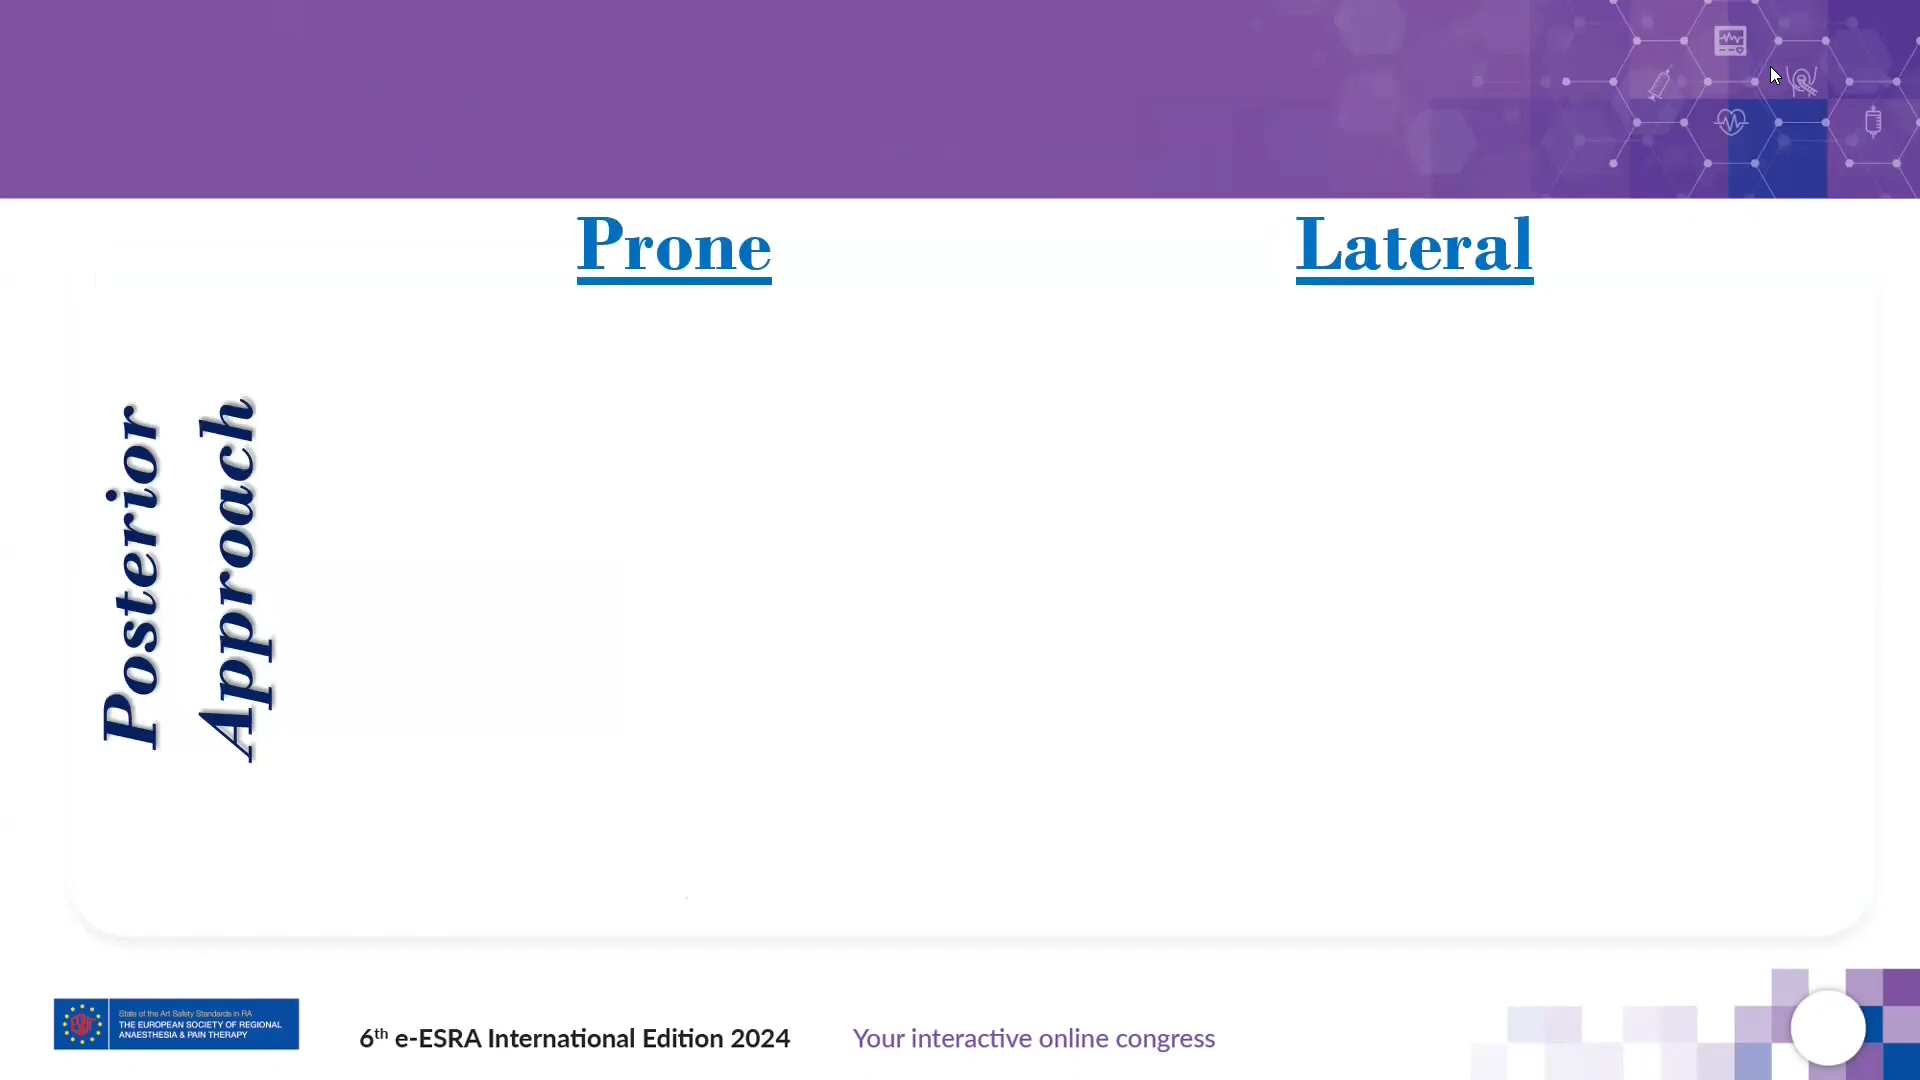 Prone
Lateral
Posterior
Approach
State of the Art Safety Standards in RA
THE EUROPEAN SOCIETY OF REGIONAL
ANAESTHESIA & PAIN THERAPY
6th e-ESRA International Edition 2024
Your interactive online congress